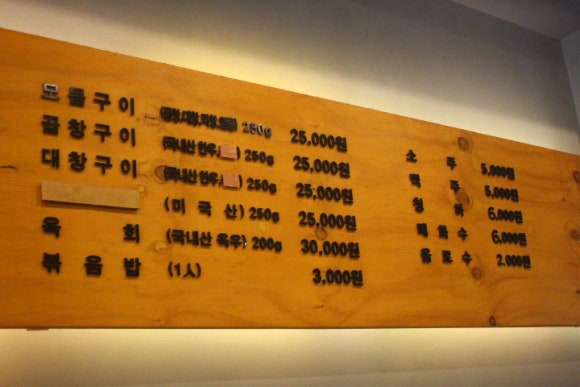 모듬구이 250g 25,000원
곱창구이 (국내산 한우, ) 250g 25,000원
대창구이 (국내산 한우, ) 250g 25,000원
(미국산) 250g 25,000원
육회 (국내산 육우) 200g 30,000원
볶음밥 (1人) 3,000원
소주 5,000원
맥주 5,000원
청하 6,000원
매화수 6,000원
음료수 2,000원